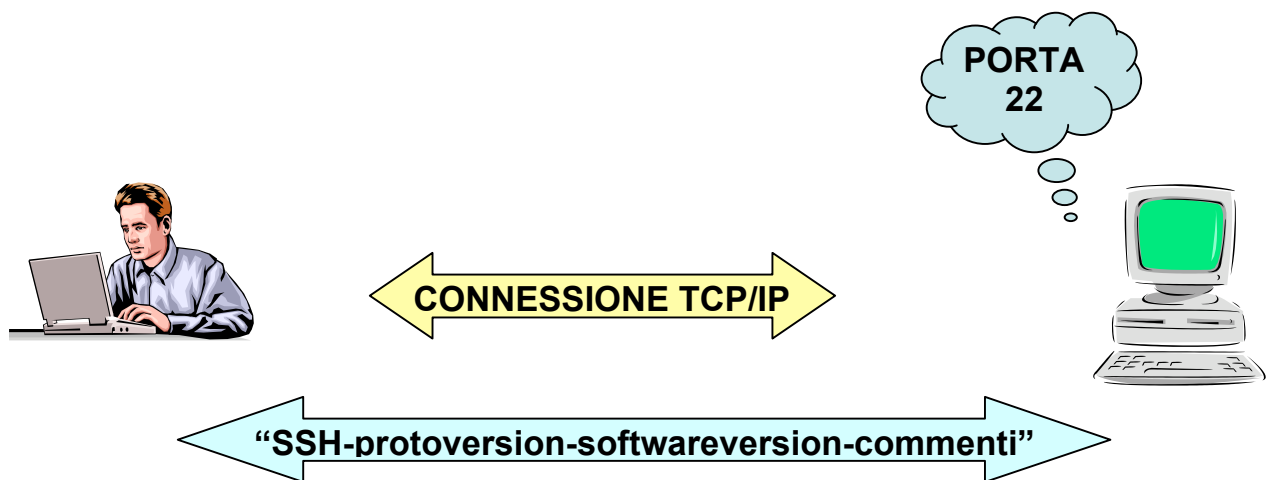 PORTA
22
CONNESSIONE TCP/IP
“SSH-protoversion-softwareversion-commenti”